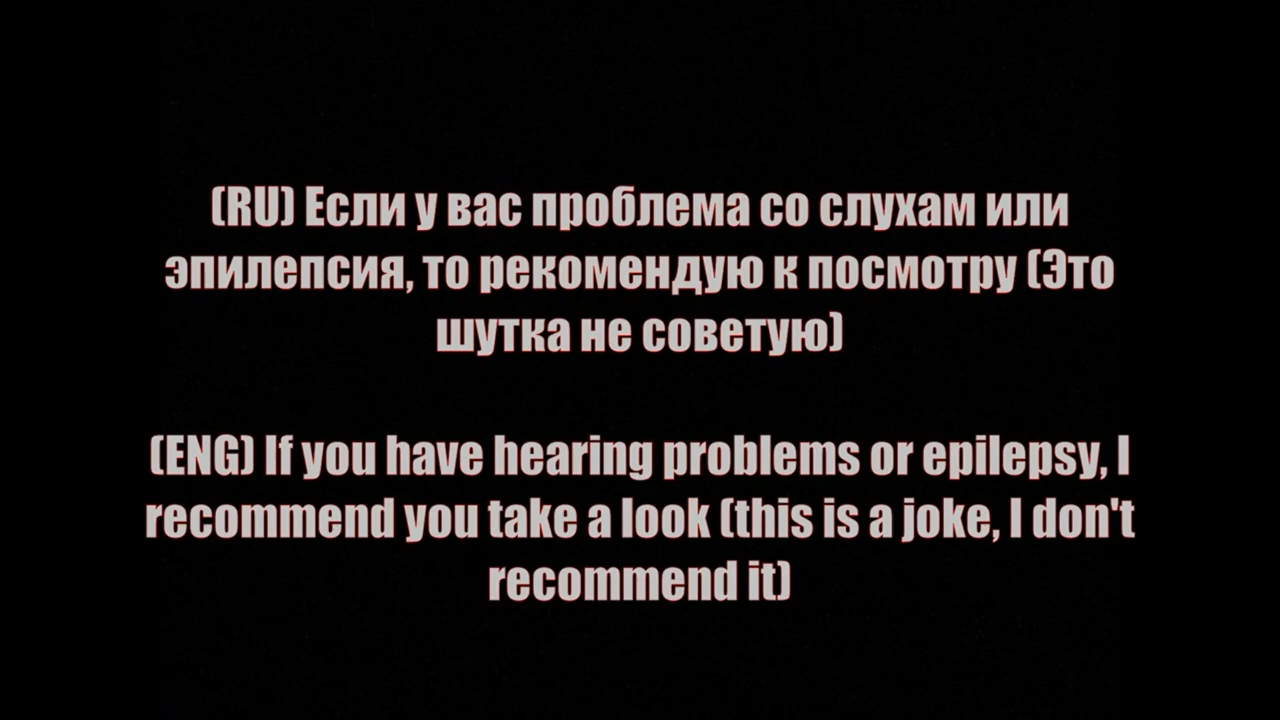 (RU) Если у вас проблема со слухам или
эпилепсия, то рекомендую к посмотру (Это
шутка не советую)
(ENG) If you have hearing problems or epilepsy, I
recommend you take a look (this is a joke, I don't
recommend it)